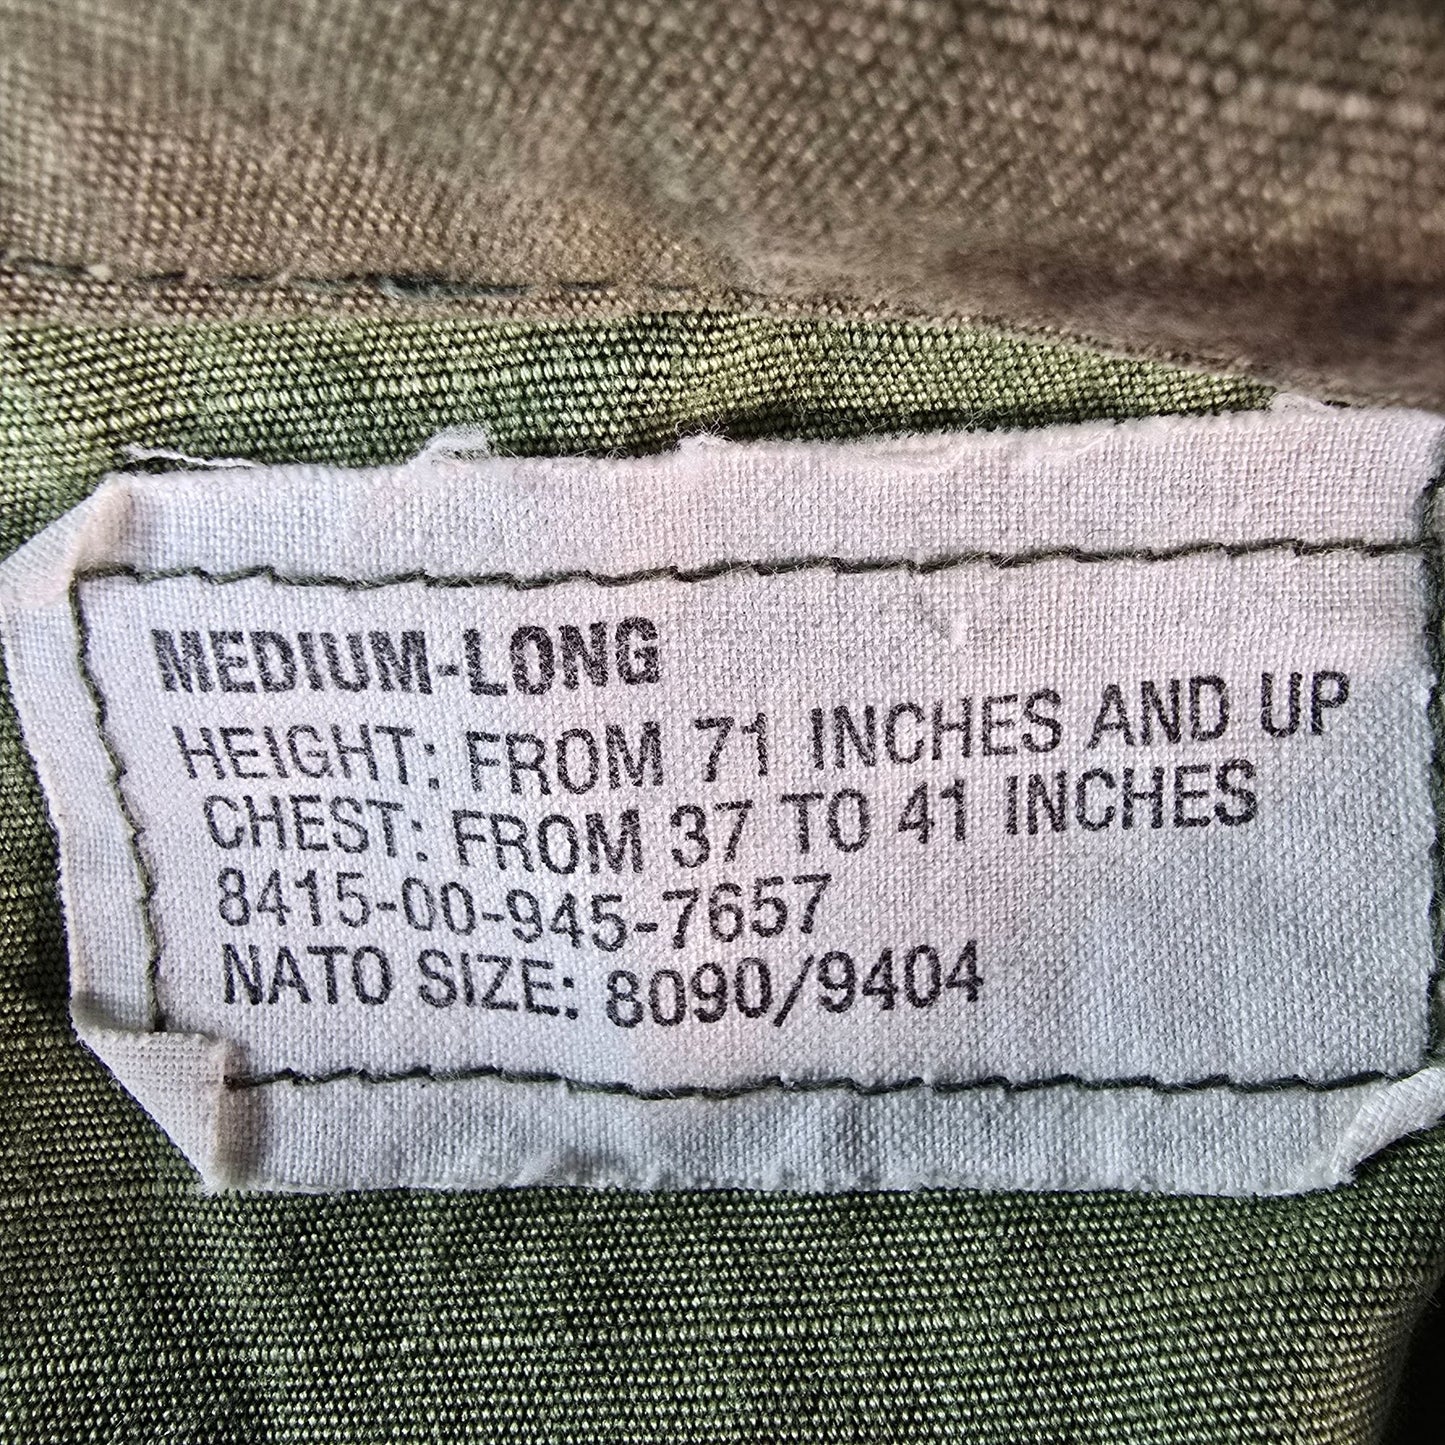 MEDIUM-LONG
HEIGHT: FROM 71 INCHES AND UP
CHEST: FROM 37 TO 41 INCHES
8415-00-945-7657
NATO SIZE: 8090/9404